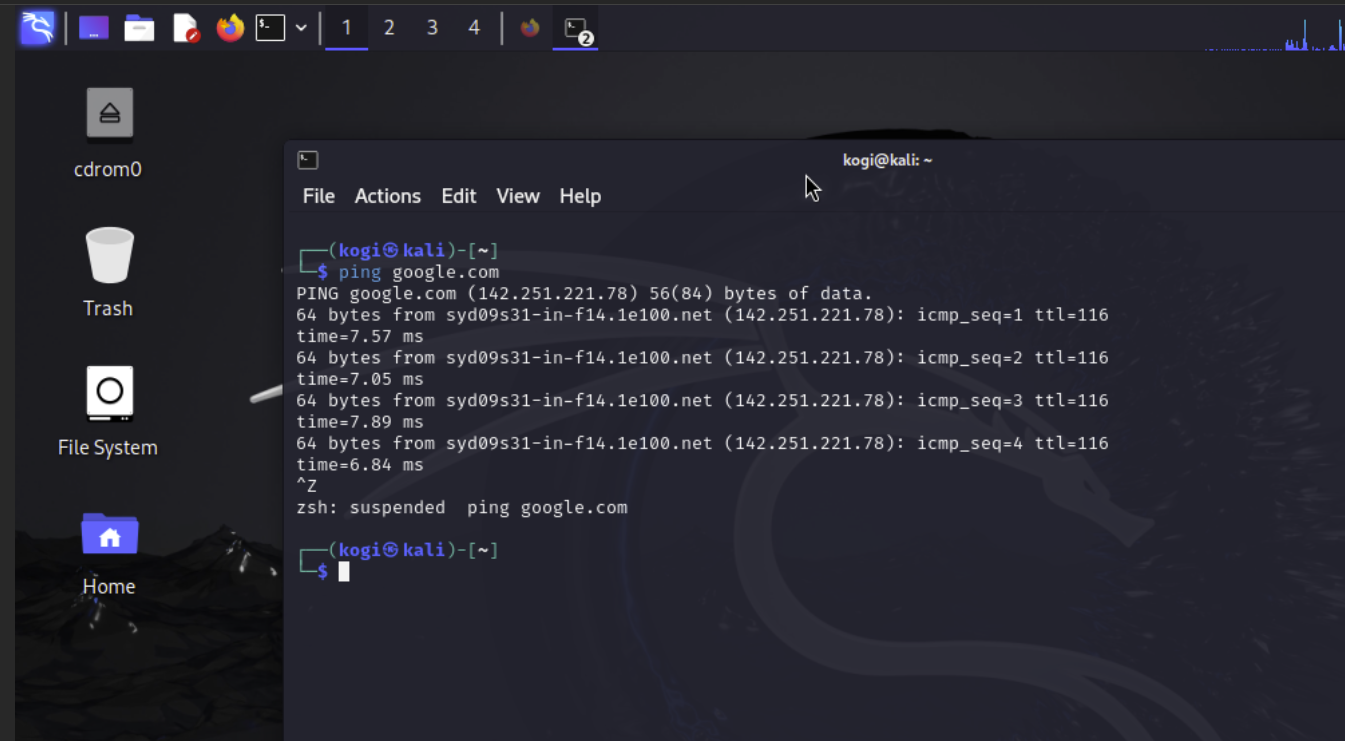 1 2 3 4 2
cdrom0
Trash
File System
Home
kogi@kali: ~
File Actions Edit View Help
┌──(kogi㉿kali)-[~]
└─$ ping google.com
PING google.com (142.251.221.78) 56(84) bytes of data.
64 bytes from syd09s31-in-f14.1e100.net (142.251.221.78): icmp_seq=1 ttl=116
time=7.57 ms
64 bytes from syd09s31-in-f14.1e100.net (142.251.221.78): icmp_seq=2 ttl=116
time=7.05 ms
64 bytes from syd09s31-in-f14.1e100.net (142.251.221.78): icmp_seq=3 ttl=116
time=7.89 ms
64 bytes from syd09s31-in-f14.1e100.net (142.251.221.78): icmp_seq=4 ttl=116
time=6.84 ms
^Z
zsh: suspended  ping google.com
┌──(kogi㉿kali)-[~]
└─$